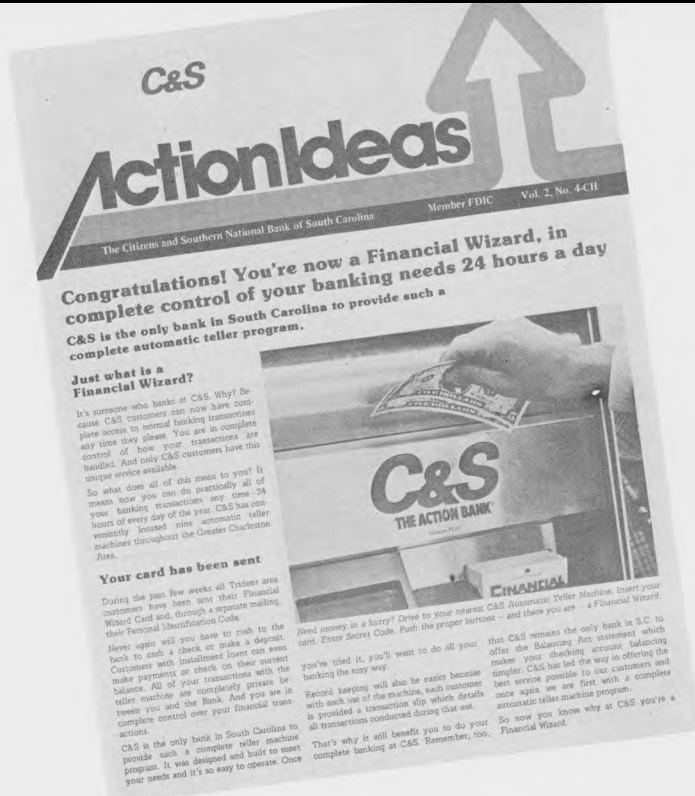 C&S
ActionIdeas
The Citizens and Southern National Bank of South Carolina Member FDIC Vol. 2, No. 4-CH
Congratulations! You're now a Financial Wizard, in
complete control of your banking needs 24 hours a day
C&S is the only bank in South Carolina to provide such a
complete automatic teller program.
Just what is a
Financial Wizard?
It's someone who banks at C&S. Why? Be-
cause C&S customers can now have com-
plete access to normal banking transactions
any time they please. You are in complete
control of how your transactions are
handled. And only C&S customers have this
unique service available.
So what does all of this mean to you? It
means now you can do practically all of
your banking transactions any time-24
hours of every day of the year. C&S has con-
veniently located nine automatic teller
machines throughout the Greater Charleston
Area.
Your card has been sent
During the past few weeks all Trident area
customers have been sent their Financial
Wizard Card and, through a separate mailing,
their Personal Identification Code.
Never again will you have to rush to the
bank to cash a check or make a deposit.
Customers with installment loans can even
make payments or check on their current
balance. All of your transactions with the
teller machine are completely private be-
tween you and the Bank. And you are in
complete control over your financial trans-
actions.
C&S is the only bank in South Carolina to
provide such a complete teller machine
program. It was designed and built to meet
your needs and it's so easy to operate. Once
FIVE DOLLARS
C&S
THE ACTION BANK
FINANCIAL
Need money in a hurry? Drive to your nearest C&S Automatic Teller Machine. Insert your
card. Enter Secret Code. Push the proper buttons – and there you are – a Financial Wizard.
you've tried it, you'll want to do all your
banking the easy way.
Record keeping will also be easier because
with each use of the machine, each customer
is provided a transaction slip which details
all transactions conducted during that use.
That's why it will benefit you to do your
complete banking at C&S. Remember, too,
that C&S remains the only bank in S.C. to
offer the Balancing Act statement which
makes your checking account balancing
simpler. C&S has led the way in offering the
best service possible to our customers and
once again we are first with a complete
automatic teller machine program.
So now you know why at C&S you're a
Financial Wizard.